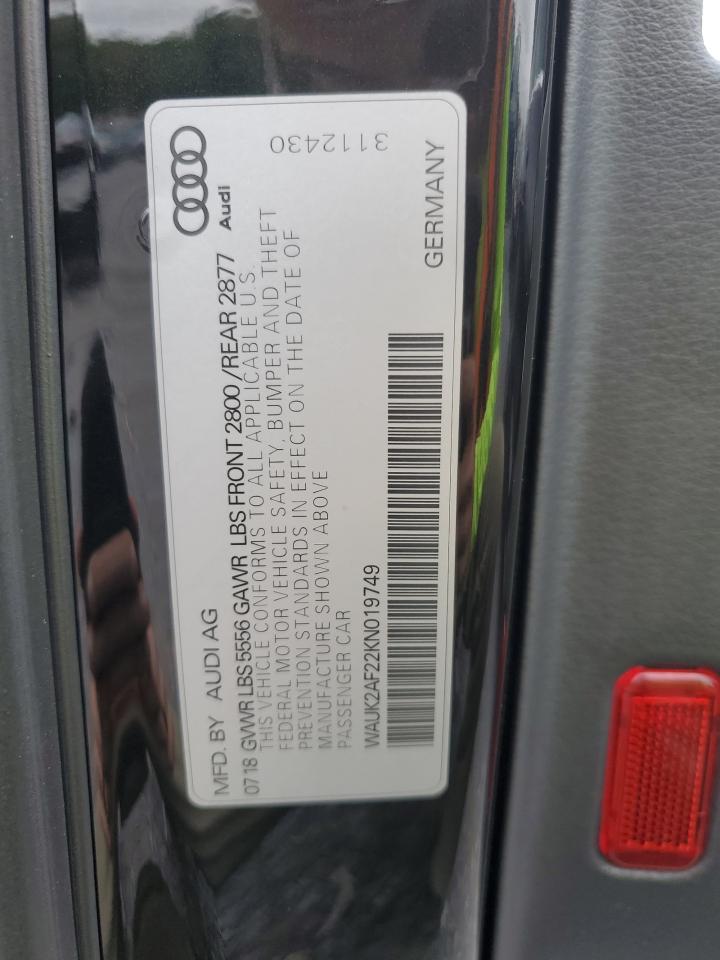 MFD. BY AUDI AG
Audi
0718 GVWR LBS 5556 GAWR LBS FRONT 2800 /REAR 2877
THIS VEHICLE CONFORMS TO ALL APPLICABLE U.S.
FEDERAL MOTOR VEHICLE SAFETY, BUMPER AND THEFT
PREVENTION STANDARDS IN EFFECT ON THE DATE OF
MANUFACTURE SHOWN ABOVE
PASSENGER CAR
3112430
WAUK2AF22KN019749
GERMANY